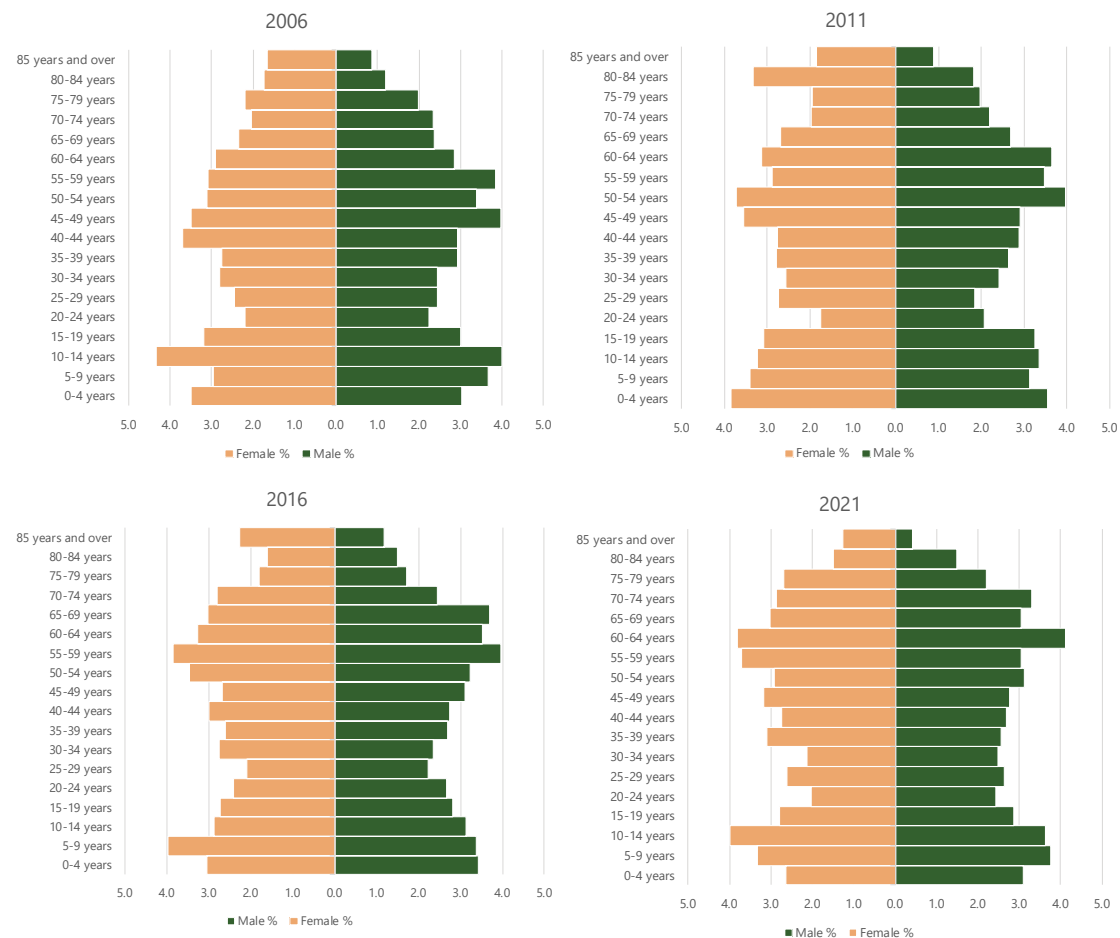 2006
85 years and over
80-84 years
75-79 years
70-74 years
65-69 years
60-64 years
55-59 years
50-54 years
45-49 years
40-44 years
35-39 years
30-34 years
25-29 years
20-24 years
15-19 years
10-14 years
5-9 years
0-4 years
5.0 4.0 3.0 2.0 1.0 0.0 1.0 2.0 3.0 4.0 5.0
Female % Male %
2011
85 years and over
80-84 years
75-79 years
70-74 years
65-69 years
60-64 years
55-59 years
50-54 years
45-49 years
40-44 years
35-39 years
30-34 years
25-29 years
20-24 years
15-19 years
10-14 years
5-9 years
0-4 years
5.0 4.0 3.0 2.0 1.0 0.0 1.0 2.0 3.0 4.0 5.0
Female % Male %
2016
85 years and over
80-84 years
75-79 years
70-74 years
65-69 years
60-64 years
55-59 years
50-54 years
45-49 years
40-44 years
35-39 years
30-34 years
25-29 years
20-24 years
15-19 years
10-14 years
5-9 years
0-4 years
5.0 4.0 3.0 2.0 1.0 0.0 1.0 2.0 3.0 4.0 5.0
Male % Female %
2021
85 years and over
80-84 years
75-79 years
70-74 years
65-69 years
60-64 years
55-59 years
50-54 years
45-49 years
40-44 years
35-39 years
30-34 years
25-29 years
20-24 years
15-19 years
10-14 years
5-9 years
0-4 years
5.0 4.0 3.0 2.0 1.0 0.0 1.0 2.0 3.0 4.0 5.0
Male % Female %